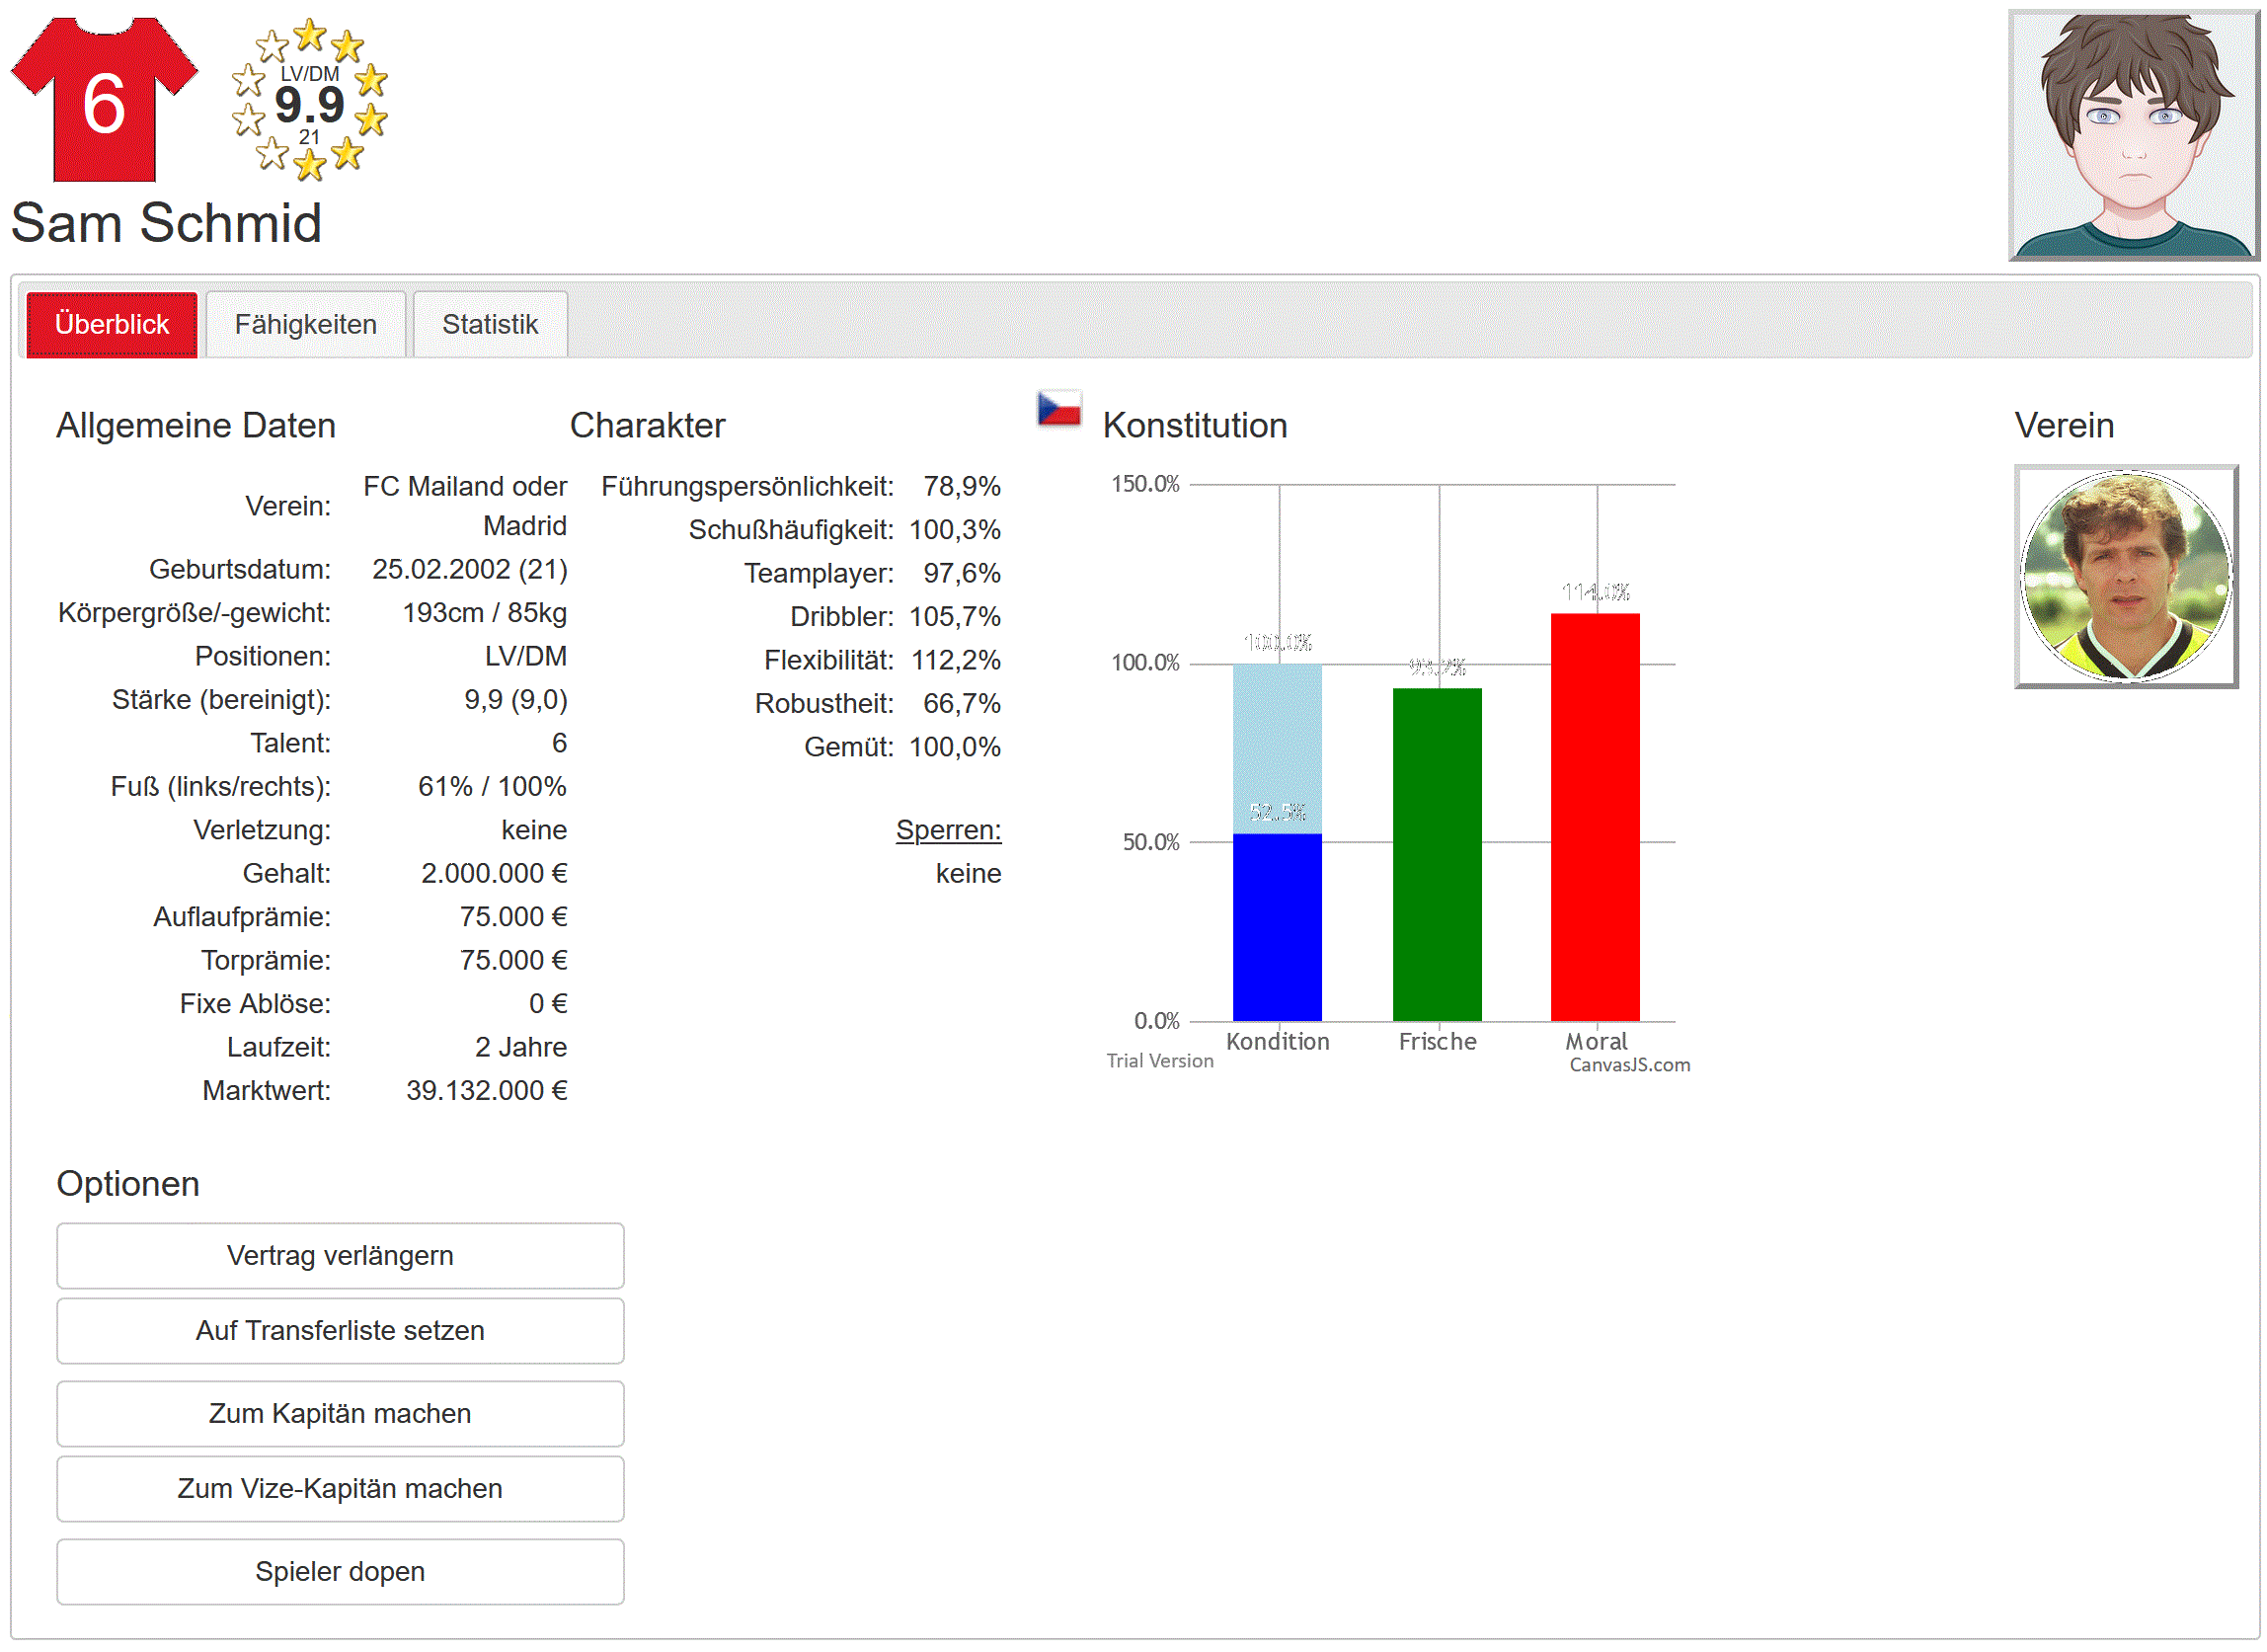 6
LV/DM
9.9
21
Sam Schmid
Überblick
Fähigkeiten
Statistik
Allgemeine Daten
Verein: FC Mailand oder
Madrid
Geburtsdatum: 25.02.2002 (21)
Körpergröße/-gewicht: 193cm / 85kg
Positionen: LV/DM
Stärke (bereinigt): 9,9 (9,0)
Talent: 6
Fuß (links/rechts): 61% / 100%
Verletzung: keine
Gehalt: 2.000.000 €
Auflaufprämie: 75.000 €
Torprämie: 75.000 €
Fixe Ablöse: 0 €
Laufzeit: 2 Jahre
Marktwert: 39.132.000 €
Charakter
Führungspersönlichkeit: 78,9%
Schußhäufigkeit: 100,3%
Teamplayer: 97,6%
Dribbler: 105,7%
Flexibilität: 112,2%
Robustheit: 66,7%
Gemüt: 100,0%
Sperren:
keine
Konstitution
150.0%
100.0%
50.0%
0.0%
100.0%
52.5%
Kondition
Frische
Moral
Trial Version
CanvasJS.com
Verein
Optionen
Vertrag verlängern
Auf Transferliste setzen
Zum Kapitän machen
Zum Vize-Kapitän machen
Spieler dopen